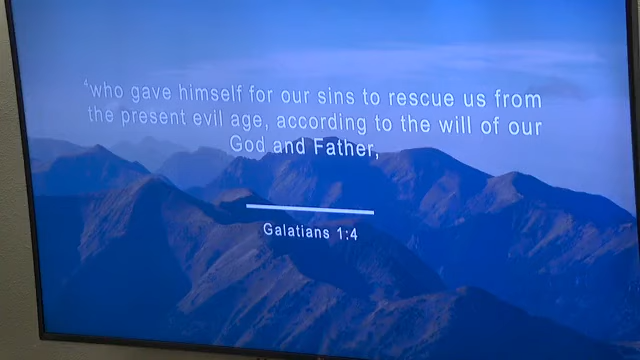 ⁴who gave himself for our sins to rescue us from
the present evil age, according to the will of our
God and Father,
Galatians 1:4